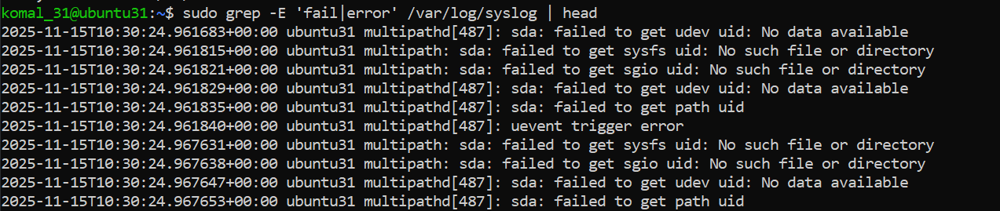 komal_31@ubuntu31:~$ sudo grep -E 'fail|error' /var/log/syslog | head
2025-11-15T10:30:24.961683+00:00 ubuntu31 multipathd[487]: sda: failed to get udev uid: No data available
2025-11-15T10:30:24.961815+00:00 ubuntu31 multipath: sda: failed to get sysfs uid: No such file or directory
2025-11-15T10:30:24.961821+00:00 ubuntu31 multipath: sda: failed to get sgio uid: No such file or directory
2025-11-15T10:30:24.961829+00:00 ubuntu31 multipathd[487]: sda: failed to get udev uid: No data available
2025-11-15T10:30:24.961835+00:00 ubuntu31 multipathd[487]: sda: failed to get path uid
2025-11-15T10:30:24.961840+00:00 ubuntu31 multipathd[487]: uevent trigger error
2025-11-15T10:30:24.967631+00:00 ubuntu31 multipath: sda: failed to get sysfs uid: No such file or directory
2025-11-15T10:30:24.967638+00:00 ubuntu31 multipath: sda: failed to get sgio uid: No such file or directory
2025-11-15T10:30:24.967647+00:00 ubuntu31 multipathd[487]: sda: failed to get udev uid: No data available
2025-11-15T10:30:24.967653+00:00 ubuntu31 multipathd[487]: sda: failed to get path uid